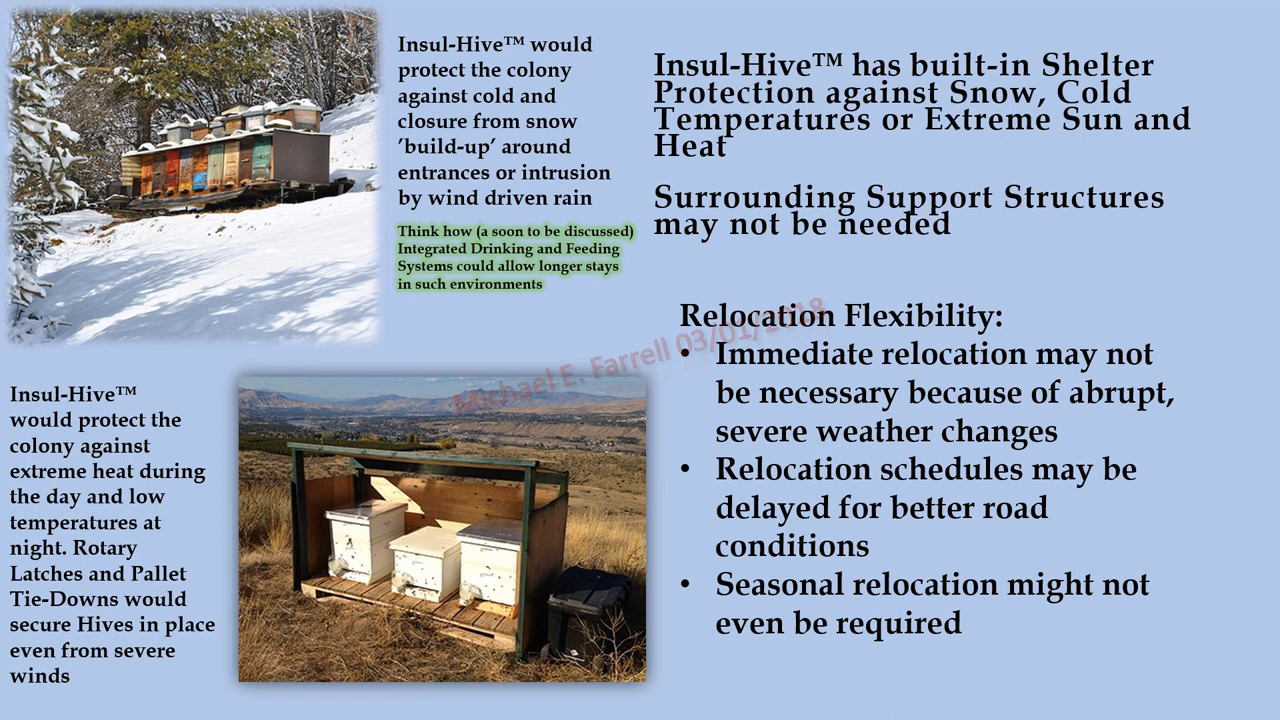 Insul-Hive™ would
protect the colony
against cold and
closure from snow
’build-up’ around
entrances or intrusion
by wind driven rain
Think how (a soon to be discussed)
Integrated Drinking and Feeding
Systems could allow longer stays
in such environments
Insul-Hive™ has built-in Shelter
Protection against Snow, Cold
Temperatures or Extreme Sun and
Heat
Surrounding Support Structures
may not be needed
Michael E. Farrell 03/01/2018
Relocation Flexibility:
• Immediate relocation may not
be necessary because of abrupt,
severe weather changes
• Relocation schedules may be
delayed for better road
conditions
• Seasonal relocation might not
even be required
Insul-Hive™
would protect the
colony against
extreme heat during
the day and low
temperatures at
night. Rotary
Latches and Pallet
Tie-Downs would
secure Hives in place
even from severe
winds